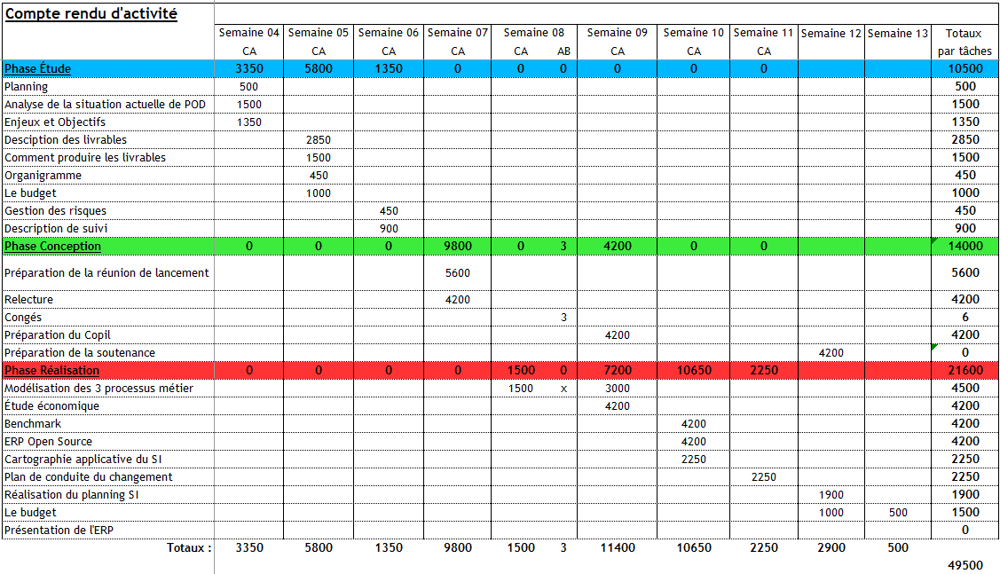 Compte rendu d'activité
Semaine 04 Semaine 05 Semaine 06 Semaine 07 Semaine 08 Semaine 09 Semaine 10 Semaine 11 Semaine 12 Semaine 13 Totaux
CA CA CA CA CA AB CA CA CA par tâches
Phase Étude 3350 5800 1350 0 0 0 0 0 0 10500
Planning 500 500
Analyse de la situation actuelle de POD 1500 1500
Enjeux et Objectifs 1350 1350
Desciption des livrables 2850 2850
Comment produire les livrables 1500 1500
Organigramme 450 450
Le budget 1000 1000
Gestion des risques 450 450
Description de suivi 900 900
Phase Conception 0 0 0 9800 0 3 4200 0 0 14000
Préparation de la réunion de lancement 5600 5600
Relecture 4200 4200
Congés 3 6
Préparation du Copil 4200 4200
Préparation de la soutenance 4200 0
Phase Réalisation 0 0 0 0 1500 0 7200 10650 2250 21600
Modélisation des 3 processus métier 1500 x 3000 4500
Étude économique 4200 4200
Benchmark 4200 4200
ERP Open Source 4200 4200
Cartographie applicative du SI 2250 2250
Plan de conduite du changement 2250 2250
Réalisation du planning SI 1900 1900
Le budget 1000 500 1500
Présentation de l'ERP 0
Totaux : 3350 5800 1350 9800 1500 3 11400 10650 2250 2900 500
49500